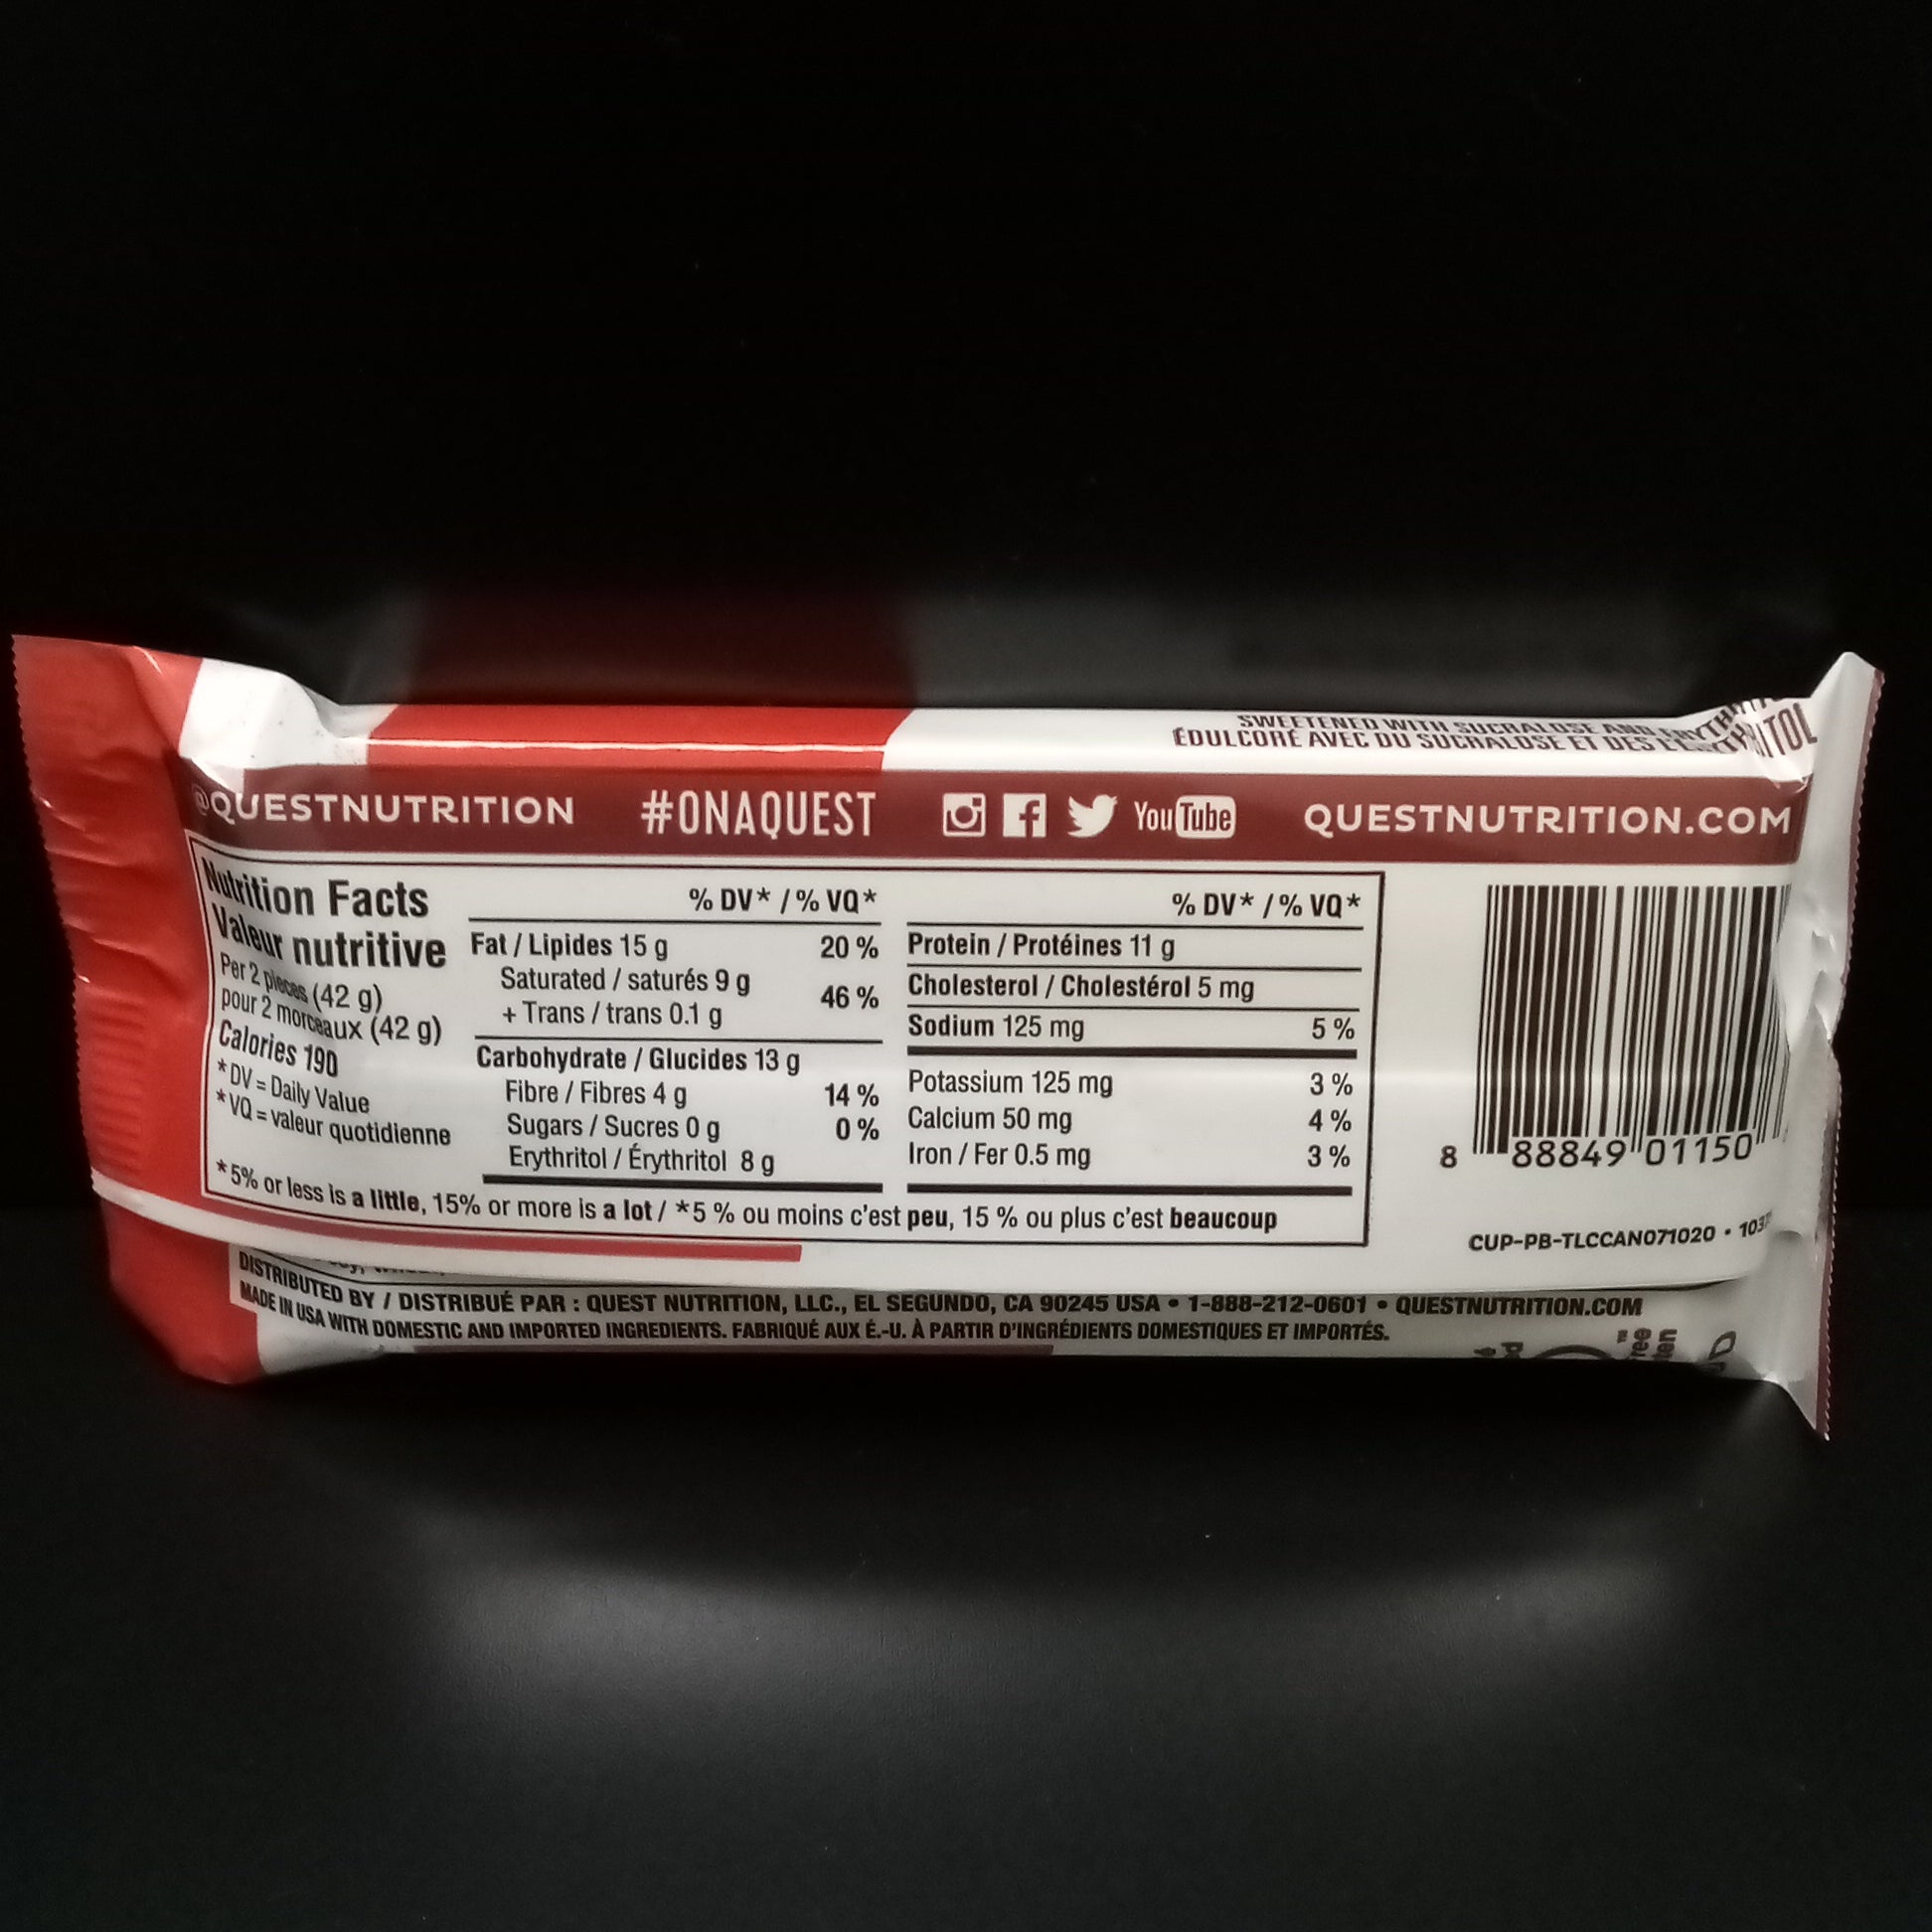 SWEETENED WITH SUCRALOSE AND
ÉDULCORÉ AVEC DU SUCRALOSE ET DES
@QUESTNUTRITION #ONAQUEST YouTube QUESTNUTRITION.COM
Nutrition Facts
Valeur nutritive
Per 2 pieces (42 g)
pour 2 morceaux (42 g)
Calories 190
*DV = Daily Value
*VQ = valeur quotidienne
% DV* / % VQ*
Fat / Lipides 15 g 20 %
Saturated / saturés 9 g
+ Trans / trans 0.1 g 46 %
Carbohydrate / Glucides 13 g
Fibre / Fibres 4 g 14 %
Sugars / Sucres 0 g 0 %
Erythritol / Érythritol 8 g
% DV* / % VQ*
Protein / Protéines 11 g
Cholesterol / Cholestérol 5 mg
Sodium 125 mg 5 %
Potassium 125 mg 3 %
Calcium 50 mg 4 %
Iron / Fer 0.5 mg 3 %
*5% or less is a little, 15% or more is a lot / *5 % ou moins c'est peu, 15 % ou plus c'est beaucoup
8 88849 01150
CUP-PB-TLCCAN071020 •
DISTRIBUTED BY / DISTRIBUÉ PAR : QUEST NUTRITION, LLC., EL SEGUNDO, CA 90245 USA • 1-888-212-0601 • QUESTNUTRITION.COM
MADE IN USA WITH DOMESTIC AND IMPORTED INGREDIENTS. FABRIQUÉ AUX É.-U. À PARTIR D'INGRÉDIENTS DOMESTIQUES ET IMPORTÉS.